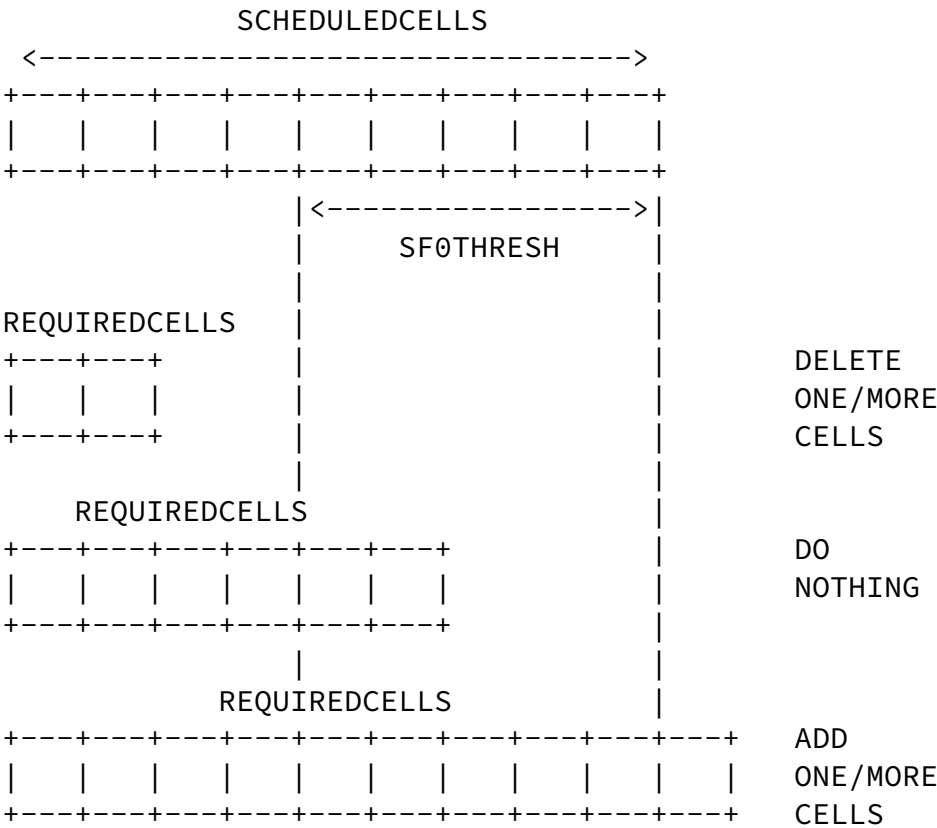 SCHEDULEDCELLS
<--------------------------------->
+---+---+---+---+---+---+---+---+---+
|   |   |   |   |   |   |   |   |   |
+---+---+---+---+---+---+---+---+---+
|<----------------->|
|     SF0THRESH     |
|                   |
REQUIREDCELLS   |                   |
+---+---+       |                   |       DELETE
|   |   |       |                   |       ONE/MORE
+---+---+       |                   |       CELLS
|                   |
REQUIREDCELLS                   |
+---+---+---+---+---+---+           |       DO
|   |   |   |   |   |   |           |       NOTHING
+---+---+---+---+---+---+           |
|                   |
REQUIREDCELLS           |
+---+---+---+---+---+---+---+---+---+---+   ADD
|   |   |   |   |   |   |   |   |   |   |   ONE/MORE
+---+---+---+---+---+---+---+---+---+---+   CELLS